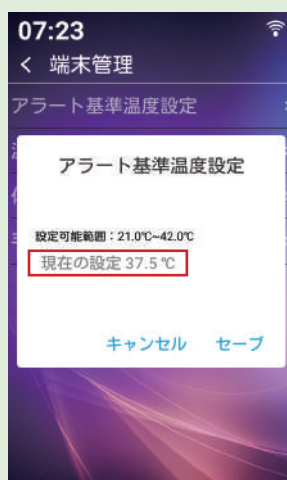 07:23
< 端末管理
アラート基準温度設定
アラート基準温度設定
設定可能範囲：21.0℃~42.0℃
現在の設定 37.5 ℃
キャンセル セーブ